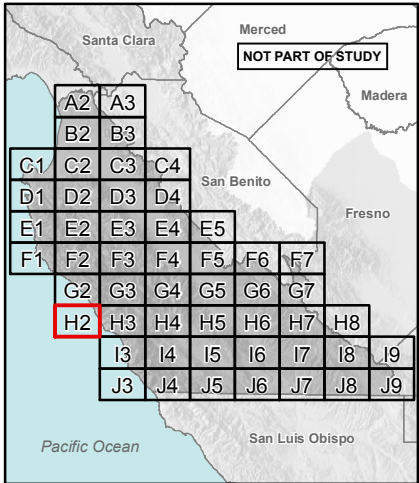 Merced
Santa Clara
NOT PART OF STUDY
Madera
A2 A3
B2 B3
C1 C2 C3 C4
San Benito
D1 D2 D3 D4
Fresno
E1 E2 E3 E4 E5
F1 F2 F3 F4 F5 F6 F7
G2 G3 G4 G5 G6 G7
H2 H3 H4 H5 H6 H7 H8
I3 I4 I5 I6 I7 I8 I9
J3 J4 J5 J6 J7 J8 J9
San Luis Obispo
Pacific Ocean